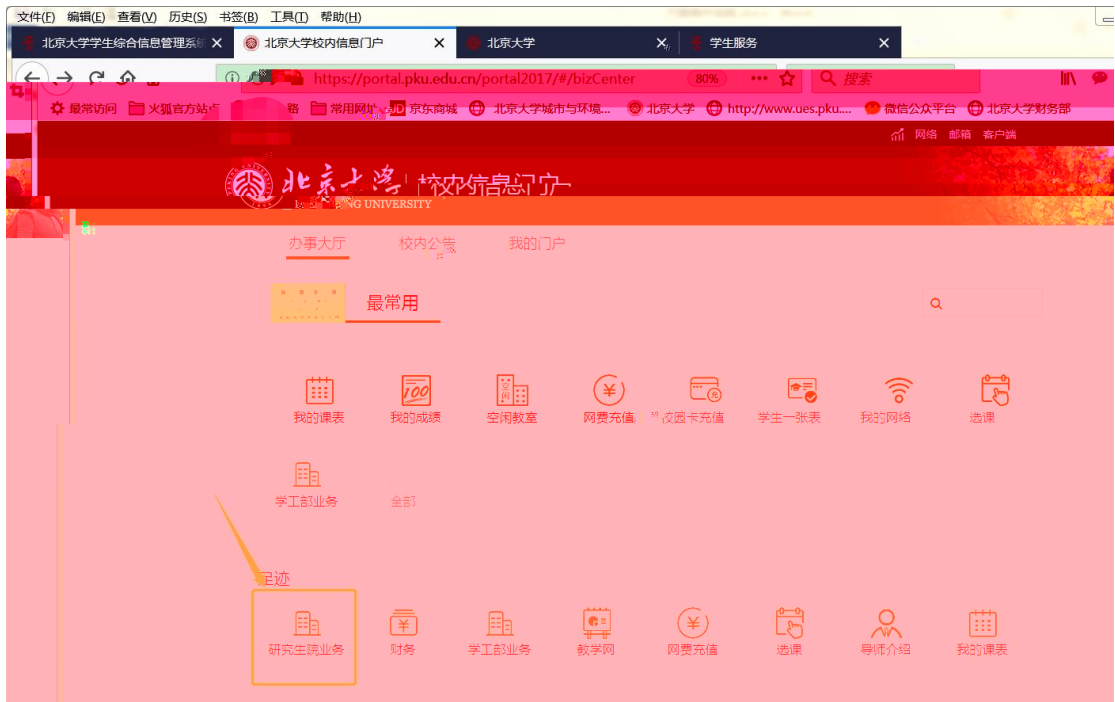 文件(F) 编辑(E) 查看(V) 历史(S) 书签(B) 工具(T) 帮助(H)
北京大学学生综合信息管理系统 北京大学校内信息门户 北京大学 学生服务
https://portal.pku.edu.cn/portal2017/#/bizCenter 80% 搜索
最常访问 火狐官方站点 常用网址 JD 京东商城 北京大学城市与环境... 北京大学 http://www.ues.pku.... 微信公众平台 北京大学财务部
网络 邮箱 客户端
北京大学 校内信息门户
UNIVERSITY
办事大厅 校内公告 我的门户
最常用
我的课表 我的成绩 空闲教室 网费充值 校园卡充值 学生一张表 我的网络 选课
学工部业务 全部
足迹
研究生院业务 财务 学工部业务 教学网 网费充值 选课 导师介绍 我的课表